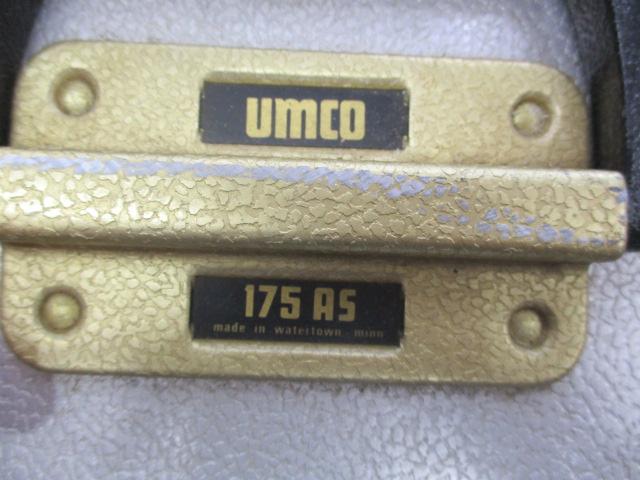 umco
175 AS
made in watertown - minn